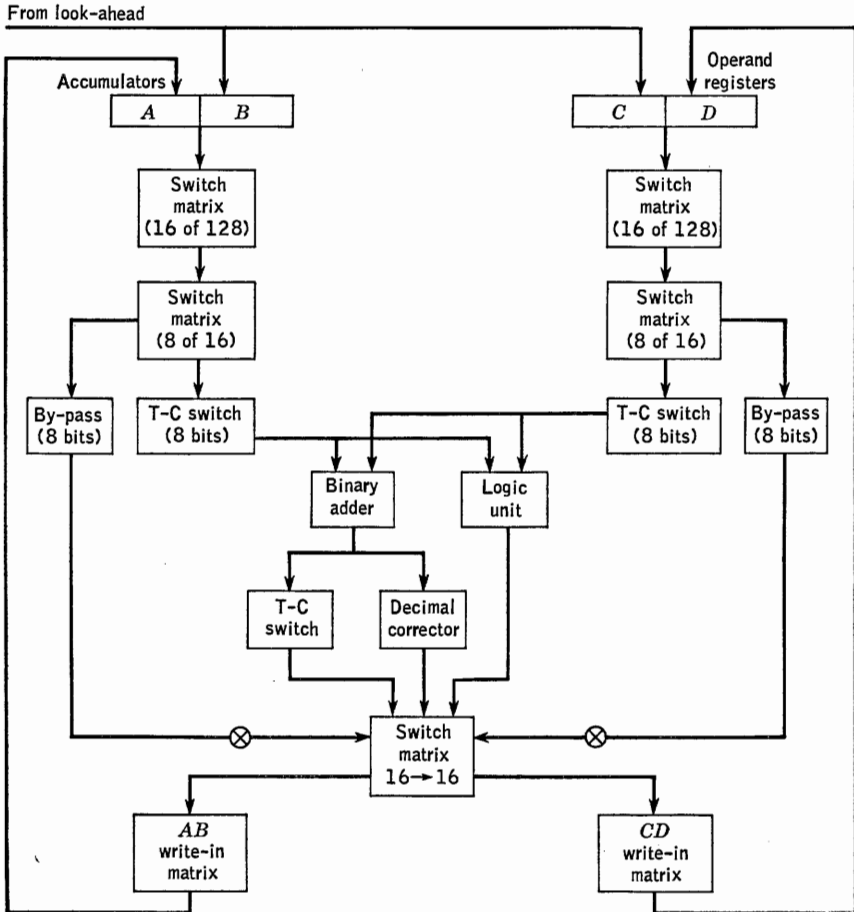 From look-ahead
Accumulators
Operand
registers
A
B
C
D
Switch
matrix
(16 of 128)
Switch
matrix
(16 of 128)
Switch
matrix
(8 of 16)
Switch
matrix
(8 of 16)
By-pass
(8 bits)
T-C switch
(8 bits)
T-C switch
(8 bits)
By-pass
(8 bits)
Binary
adder
Logic
unit
T-C
switch
Decimal
corrector
Switch
matrix
16→16
AB
write-in
matrix
CD
write-in
matrix